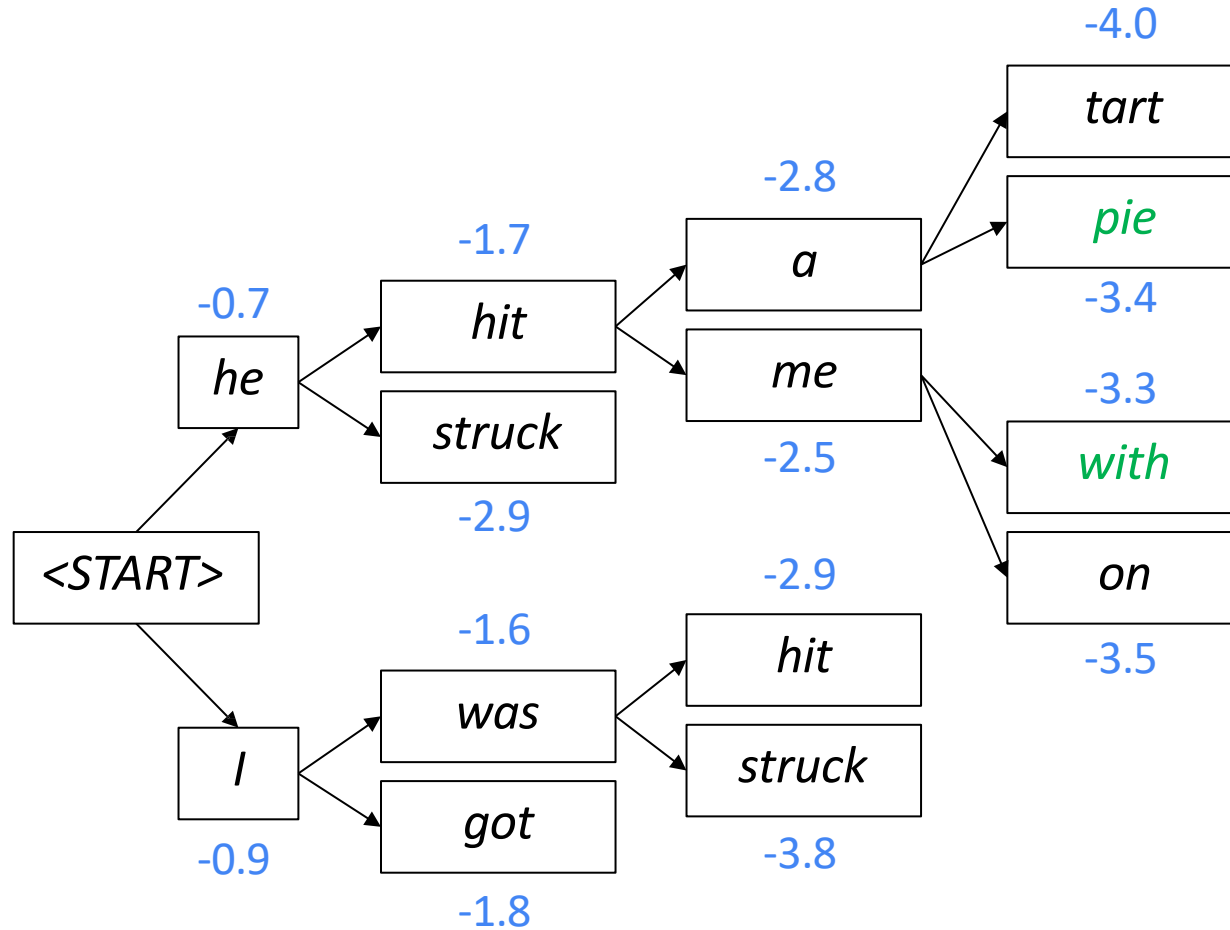 -4.0
tart
-2.8
pie
-1.7
a
-3.4
-0.7
hit
me
-3.3
he
struck
-2.5
with
-2.9
<START>
-2.9
on
-1.6
hit
-3.5
was
I
struck
got
-0.9
-3.8
-1.8